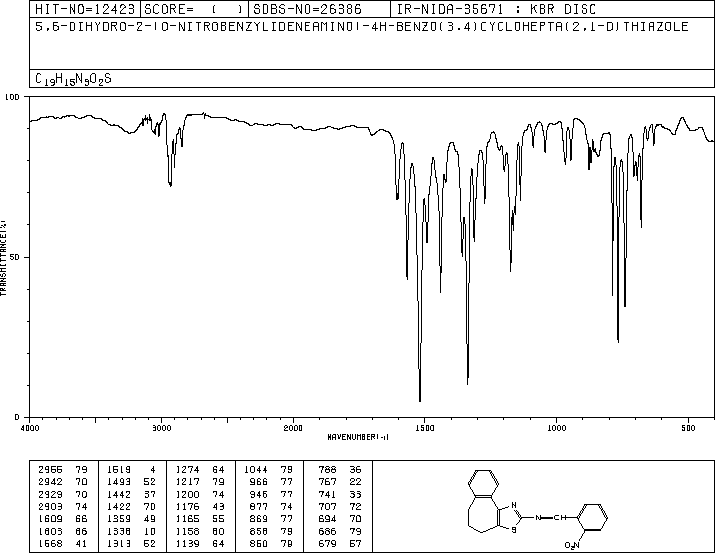 HIT-NO=12423 SCORE= ( ) SDBS-NO=26386 IR-NIDA-35671 : KBR DISC
5,6-DIHYDRO-2-(O-NITROBENZYLIDENEAMINO)-4H-BENZO(3,4)CYCLOHEPTA(2,1-D)THIAZOLE
C19H15N3O2S
100
50
0
TRANSMITTANCE(%)
4000 3000 2000 1500 1000 500
WAVENUMBER(-1)
2955 79 1519 4 1274 64 1044 79 788 36
2942 70 1493 52 1217 79 966 77 767 22
2929 70 1442 37 1200 74 945 77 741 33
2903 74 1422 70 1176 43 877 74 707 72
1609 66 1359 49 1165 55 869 77 694 70
1603 66 1338 10 1158 60 858 79 686 79
1568 41 1313 52 1139 64 850 79 679 57
N
N
CH
S
O2N